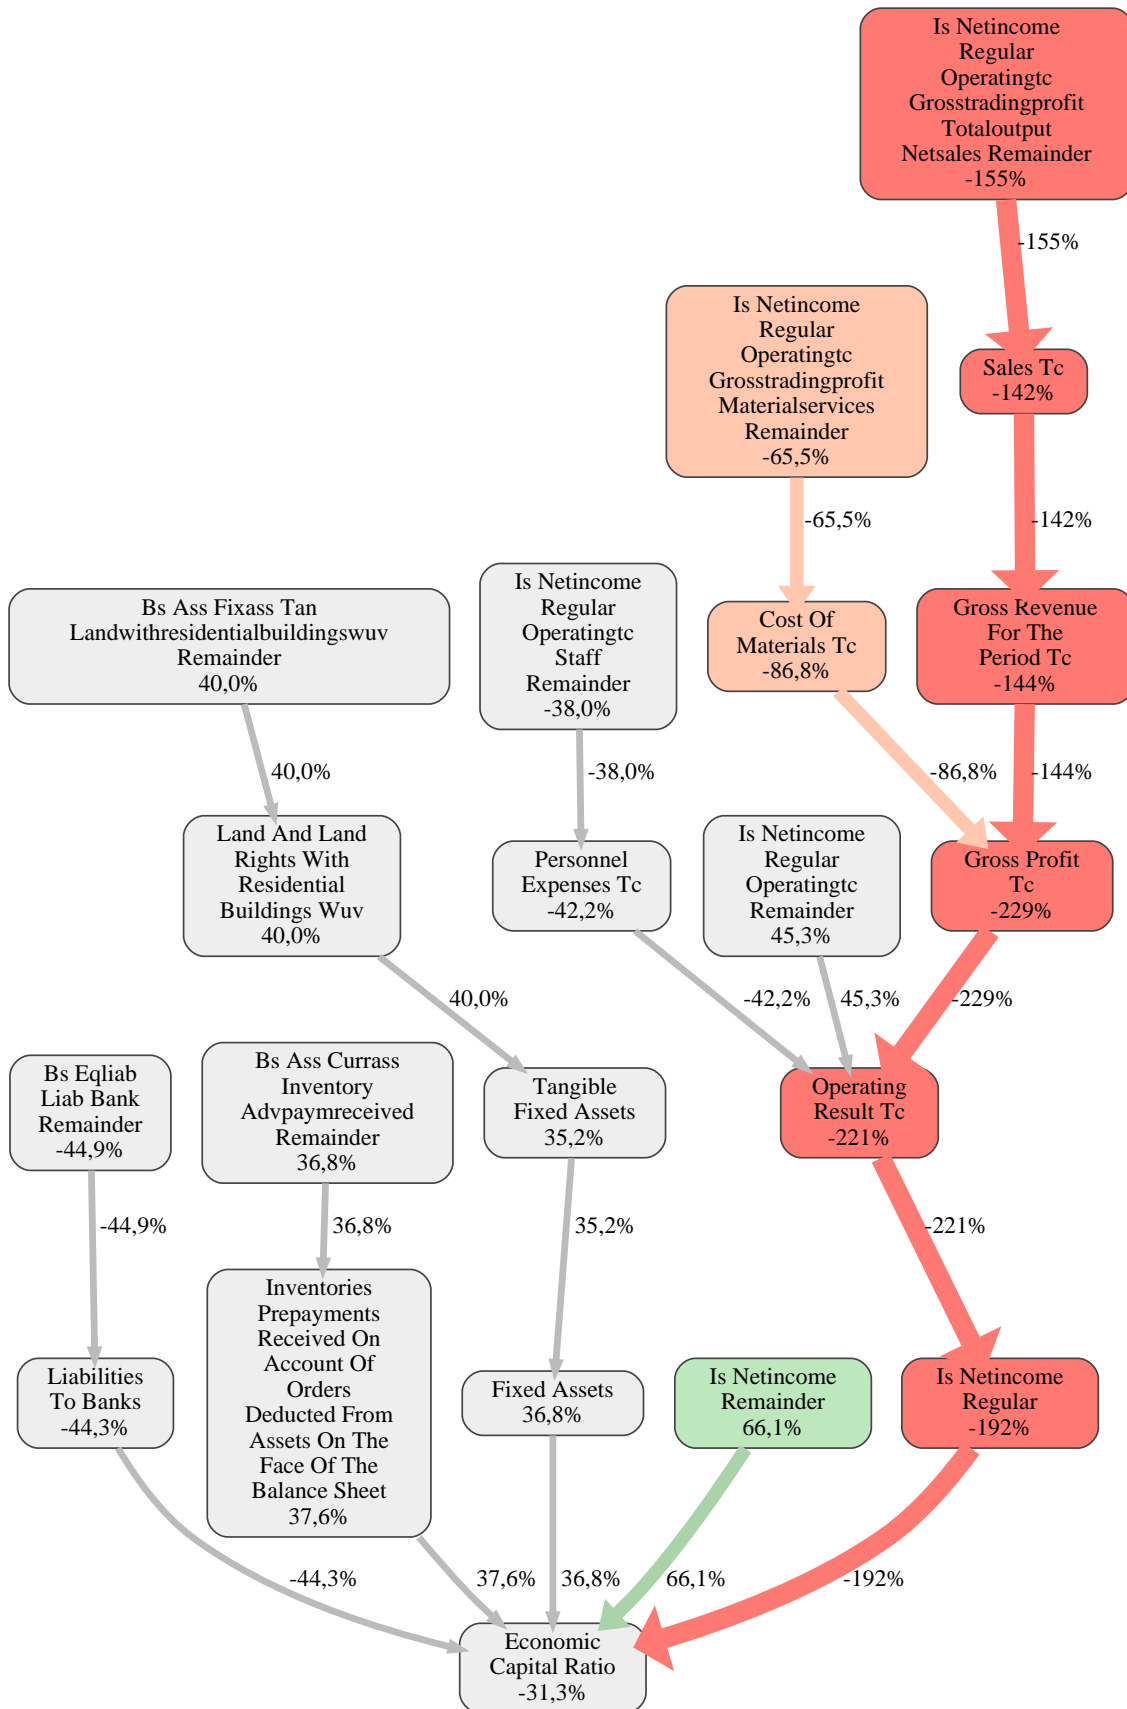 Is Netincome
Regular
Operatingtc
Grosstradingprofit
Totaloutput
Netsales Remainder
-155%
-155%
Is Netincome
Regular
Operatingtc
Grosstradingprofit
Materialservices
Remainder
-65,5%
Sales Tc
-142%
-65,5%
-142%
Bs Ass Fixass Tan
Landwithresidentialbuildingswuv
Remainder
40,0%
Is Netincome
Regular
Operatingtc
Staff
Remainder
-38,0%
Cost Of
Materials Tc
-86,8%
Gross Revenue
For The
Period Tc
-144%
40,0%
-38,0%
-86,8%
-144%
Land And Land
Rights With
Residential
Buildings Wuv
40,0%
Personnel
Expenses Tc
-42,2%
Is Netincome
Regular
Operatingtc
Remainder
45,3%
Gross Profit
Tc
-229%
40,0%
-42,2%
45,3%
-229%
Bs Eqliab
Liab Bank
Remainder
-44,9%
Bs Ass Currass
Inventory
Advpaymreceived
Remainder
36,8%
Tangible
Fixed Assets
35,2%
Operating
Result Tc
-221%
-44,9%
36,8%
35,2%
-221%
Liabilities
To Banks
-44,3%
Inventories
Prepayments
Received On
Account Of
Orders
Deducted From
Assets On The
Face Of The
Balance Sheet
37,6%
Fixed Assets
36,8%
Is Netincome
Remainder
66,1%
Is Netincome
Regular
-192%
-44,3%
37,6%
36,8%
66,1%
-192%
Economic
Capital Ratio
-31,3%